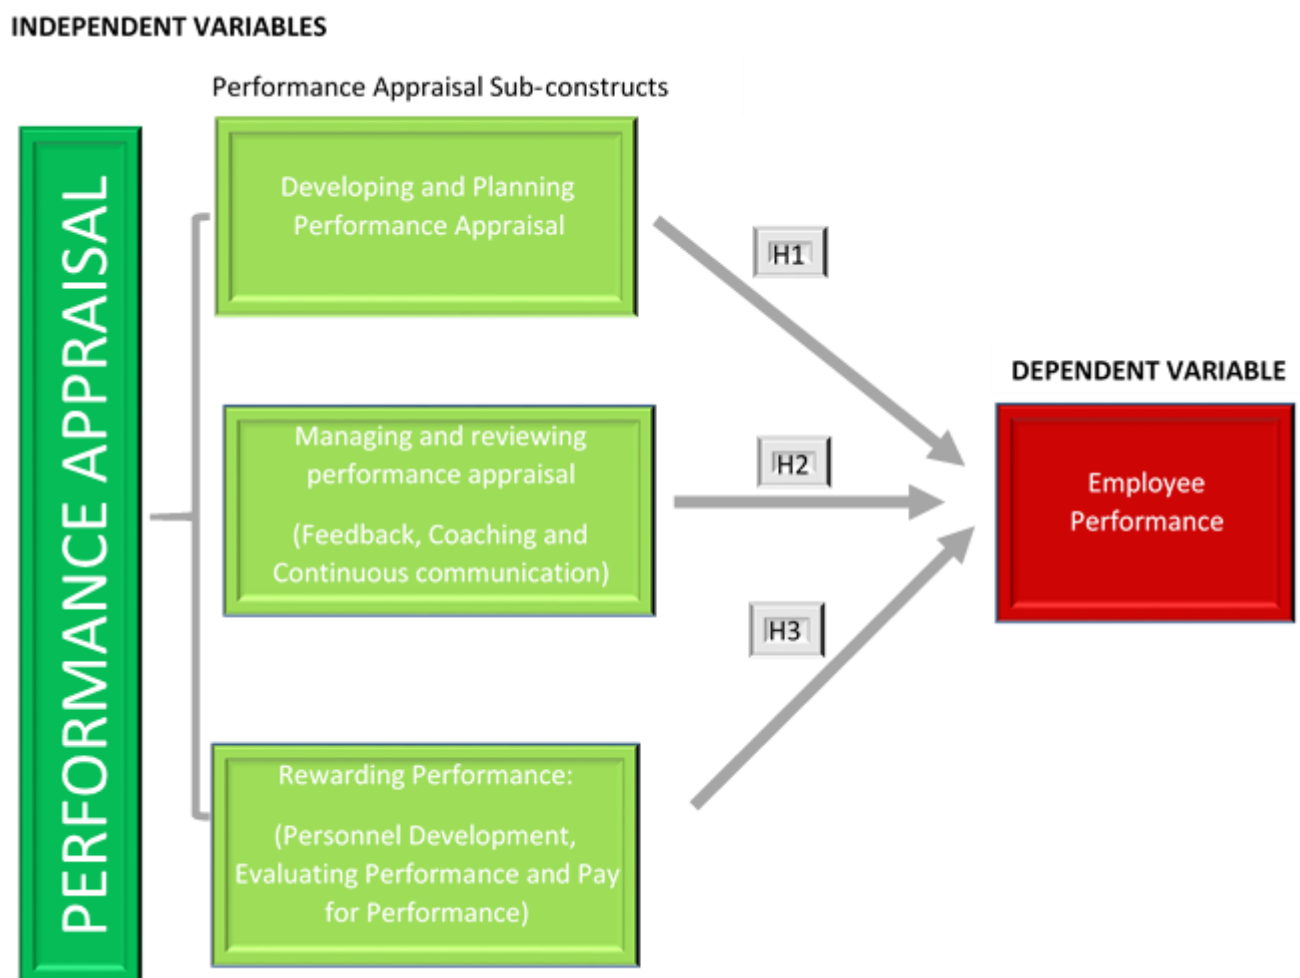 INDEPENDENT VARIABLES
Performance Appraisal Sub-constructs
PERFORMANCE APPRAISAL
Developing and Planning
Performance Appraisal
H1
DEPENDENT VARIABLE
Managing and reviewing
performance appraisal
(Feedback, Coaching and
Continuous communication)
H2
Employee
Performance
H3
Rewarding Performance:
(Personnel Development,
Evaluating Performance and Pay
for Performance)